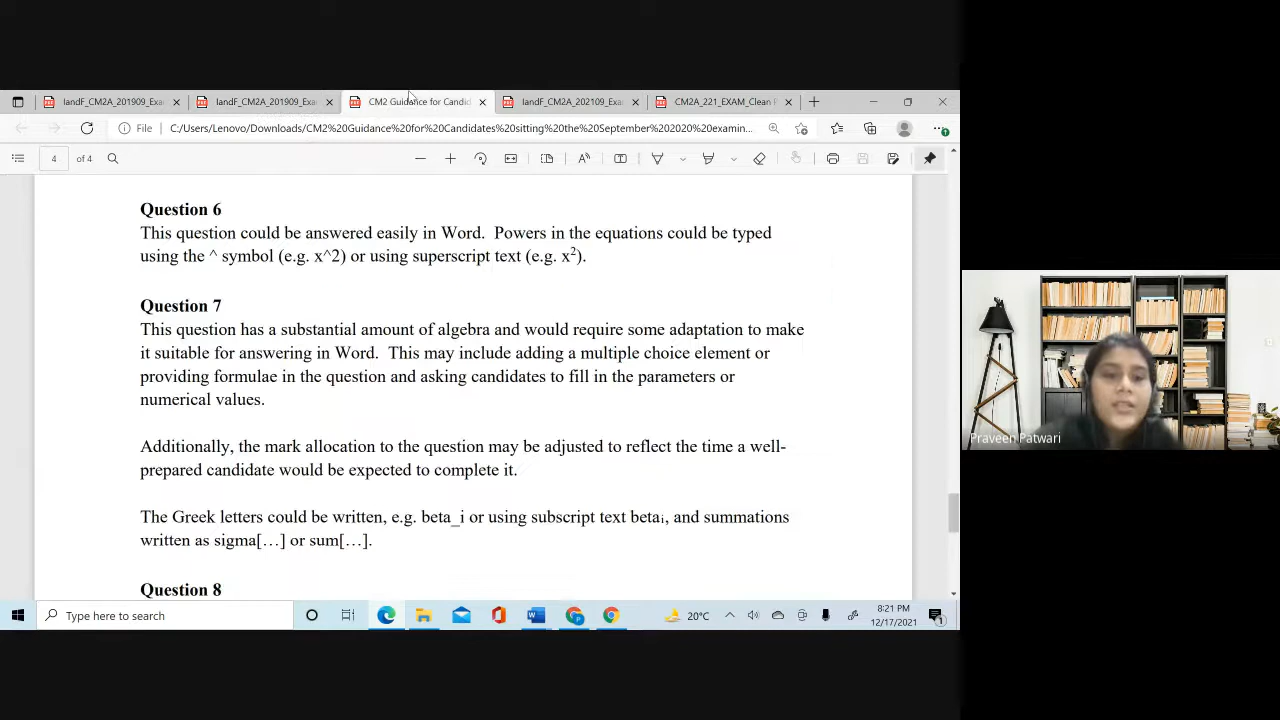 IandF_CM2A_201909_Exa
IandF_CM2A_201909_Exa
CM2 Guidance for Candid
IandF_CM2A_202109_Exa
CM2A_221_EXAM_Clean P
File
C:/Users/Lenovo/Downloads/CM2%20Guidance%20for%20Candidates%20sitting%20the%20September%202020%20examin...
4 of 4
Question 6
This question could be answered easily in Word. Powers in the equations could be typed
using the ^ symbol (e.g. x^2) or using superscript text (e.g. x²).
Question 7
This question has a substantial amount of algebra and would require some adaptation to make
it suitable for answering in Word. This may include adding a multiple choice element or
providing formulae in the question and asking candidates to fill in the parameters or
numerical values.
Additionally, the mark allocation to the question may be adjusted to reflect the time a well-
prepared candidate would be expected to complete it.
The Greek letters could be written, e.g. beta_i or using subscript text betaᵢ, and summations
written as sigma[…] or sum[…].
Question 8
Praveen Patwari
Type here to search
20°C
8:21 PM
12/17/2021